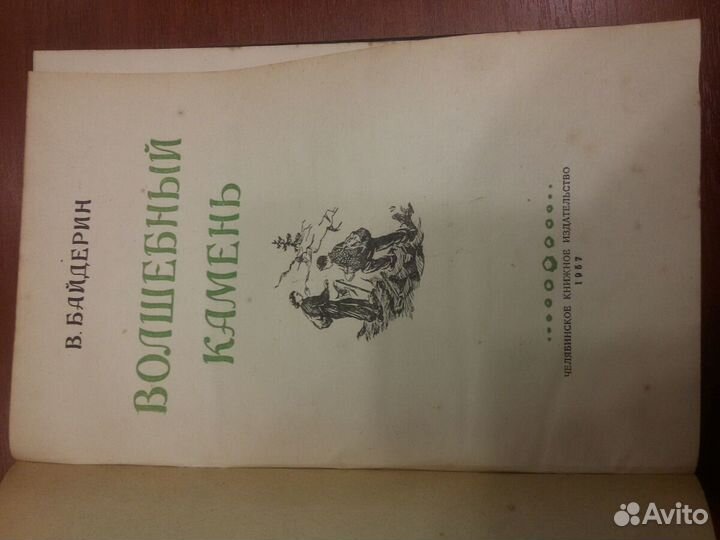 В. БАЙДЕРИН
ВОЛШЕБНЫЙ
КАМЕНЬ
ЧЕЛЯБИНСКОЕ КНИЖНОЕ ИЗДАТЕЛЬСТВО
1957
Avito